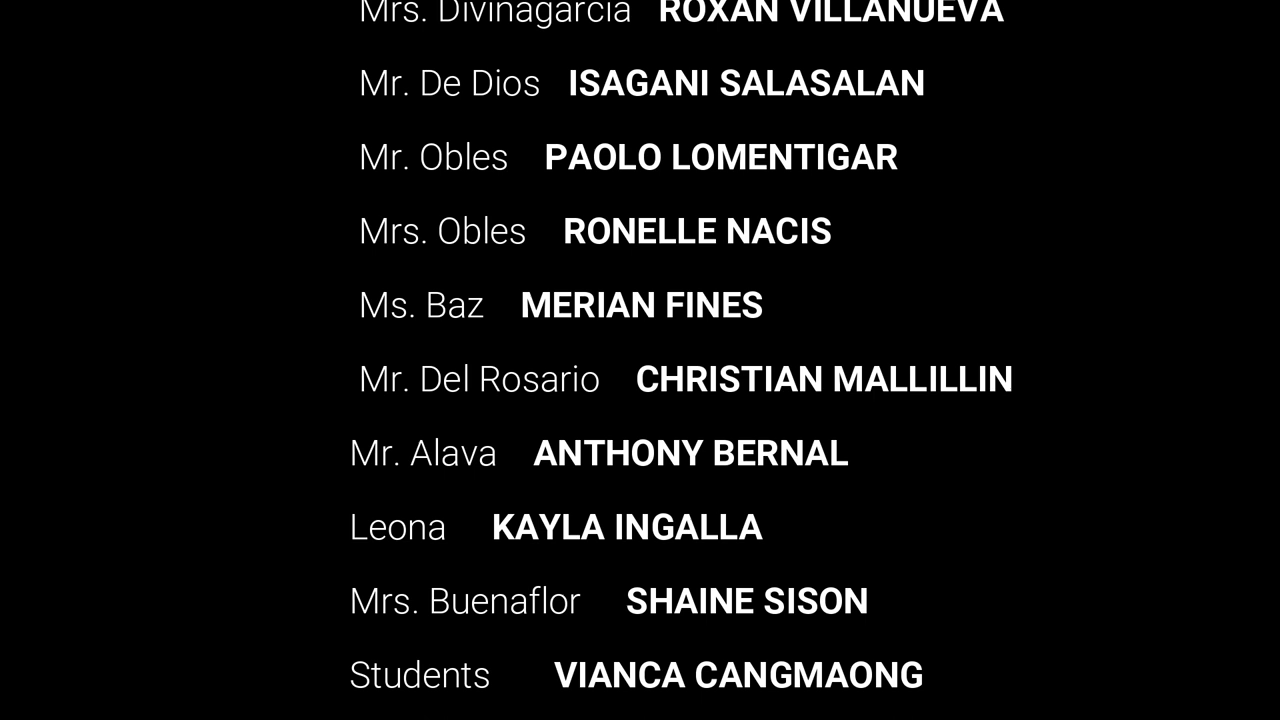 Mrs. Divinagarcia ROXAN VILLANUEVA
Mr. De Dios ISAGANI SALASALAN
Mr. Obles PAOLO LOMENTIGAR
Mrs. Obles RONELLE NACIS
Ms. Baz MERIAN FINES
Mr. Del Rosario CHRISTIAN MALLILLIN
Mr. Alava ANTHONY BERNAL
Leona KAYLA INGALLA
Mrs. Buenaflor SHAINE SISON
Students VIANCA CANGMAONG